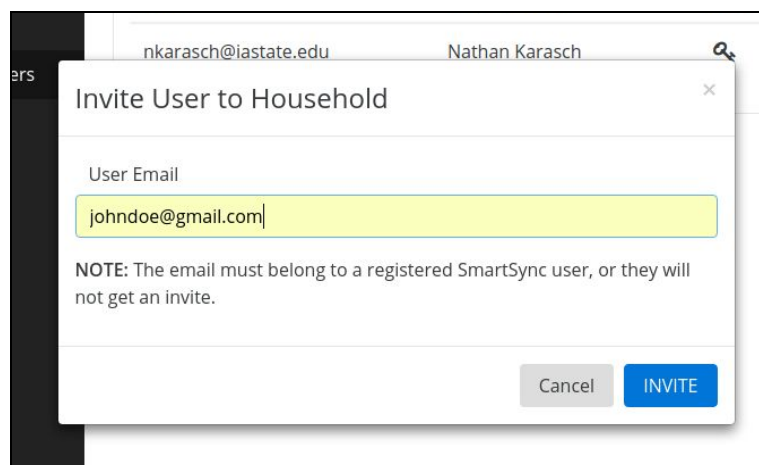 nkarasch@iastate.edu Nathan Karasch
ers
Invite User to Household
×
User Email
johndoe@gmail.com
NOTE: The email must belong to a registered SmartSync user, or they will
not get an invite.
Cancel INVITE